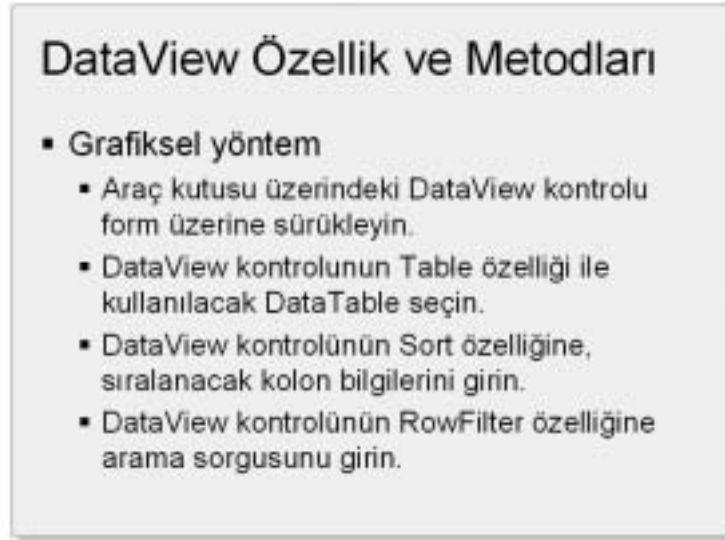 DataView Özellik ve Metodları
▪ Grafiksel yöntem
▪ Araç kutusu üzerindeki DataView kontrolu
form üzerine sürükleyin.
▪ DataView kontrolunun Table özelliği ile
kullanılacak DataTable seçin.
▪ DataView kontrolünün Sort özelliğine,
sıralanacak kolon bilgilerini girin.
▪ DataView kontrolünün RowFilter özelliğine
arama sorgusunu girin.